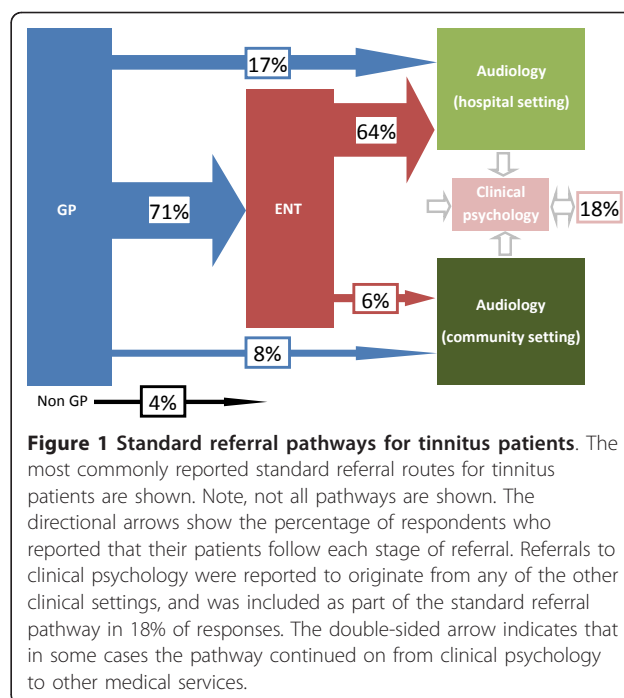 17%
Audiology
(hospital setting)
64%
GP
71%
ENT
Clinical
psychology
18%
6%
Audiology
(community setting)
8%
Non GP
4%
Figure 1 Standard referral pathways for tinnitus patients. The
most commonly reported standard referral routes for tinnitus
patients are shown. Note, not all pathways are shown. The
directional arrows show the percentage of respondents who
reported that their patients follow each stage of referral. Referrals to
clinical psychology were reported to originate from any of the other
clinical settings, and was included as part of the standard referral
pathway in 18% of responses. The double-sided arrow indicates that
in some cases the pathway continued on from clinical psychology
to other medical services.